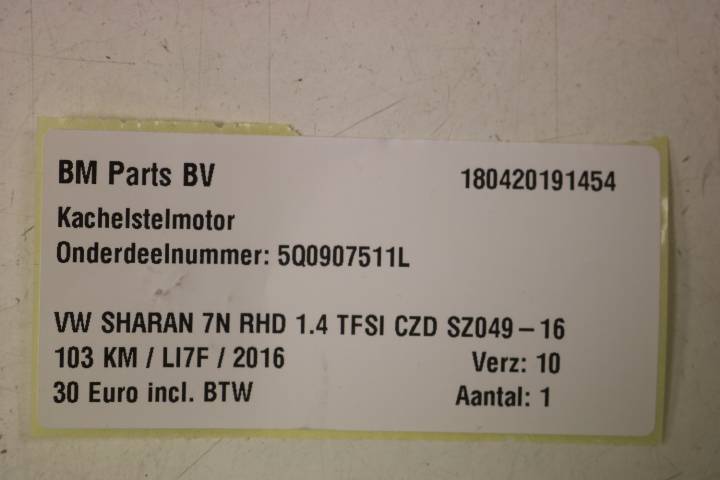 BM Parts BV 180420191454
Kachelstelmotor
Onderdeelnummer: 5Q0907511L
VW SHARAN 7N RHD 1.4 TFSI CZD SZ049-16
103 KM / LI7F / 2016 Verz: 10
30 Euro incl. BTW Aantal: 1